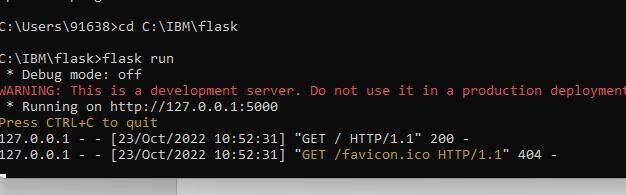 C:\Users\91638>cd C:\IBM\flask
C:\IBM\flask>flask run
* Debug mode: off
WARNING: This is a development server. Do not use it in a production deployment
* Running on http://127.0.0.1:5000
Press CTRL+C to quit
127.0.0.1 - - [23/Oct/2022 10:52:31] "GET / HTTP/1.1" 200 -
127.0.0.1 - - [23/Oct/2022 10:52:31] "GET /favicon.ico HTTP/1.1" 404 -